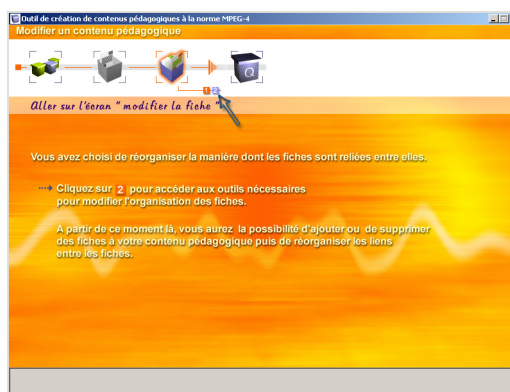 Outil de création de contenus pédagogiques à la norme MPEG-4
Modifier un contenu pédagogique
Q
1 2
Aller sur l'écran " modifier la fiche "
Vous avez choisi de réorganiser la manière dont les fiches sont reliées entre elles.
Cliquez sur 2 pour accéder aux outils nécessaires
pour modifier l'organisation des fiches.
A partir de ce moment là, vous aurez la possibilité d'ajouter ou de supprimer
des fiches à votre contenu pédagogique puis de réorganiser les liens
entre les fiches.